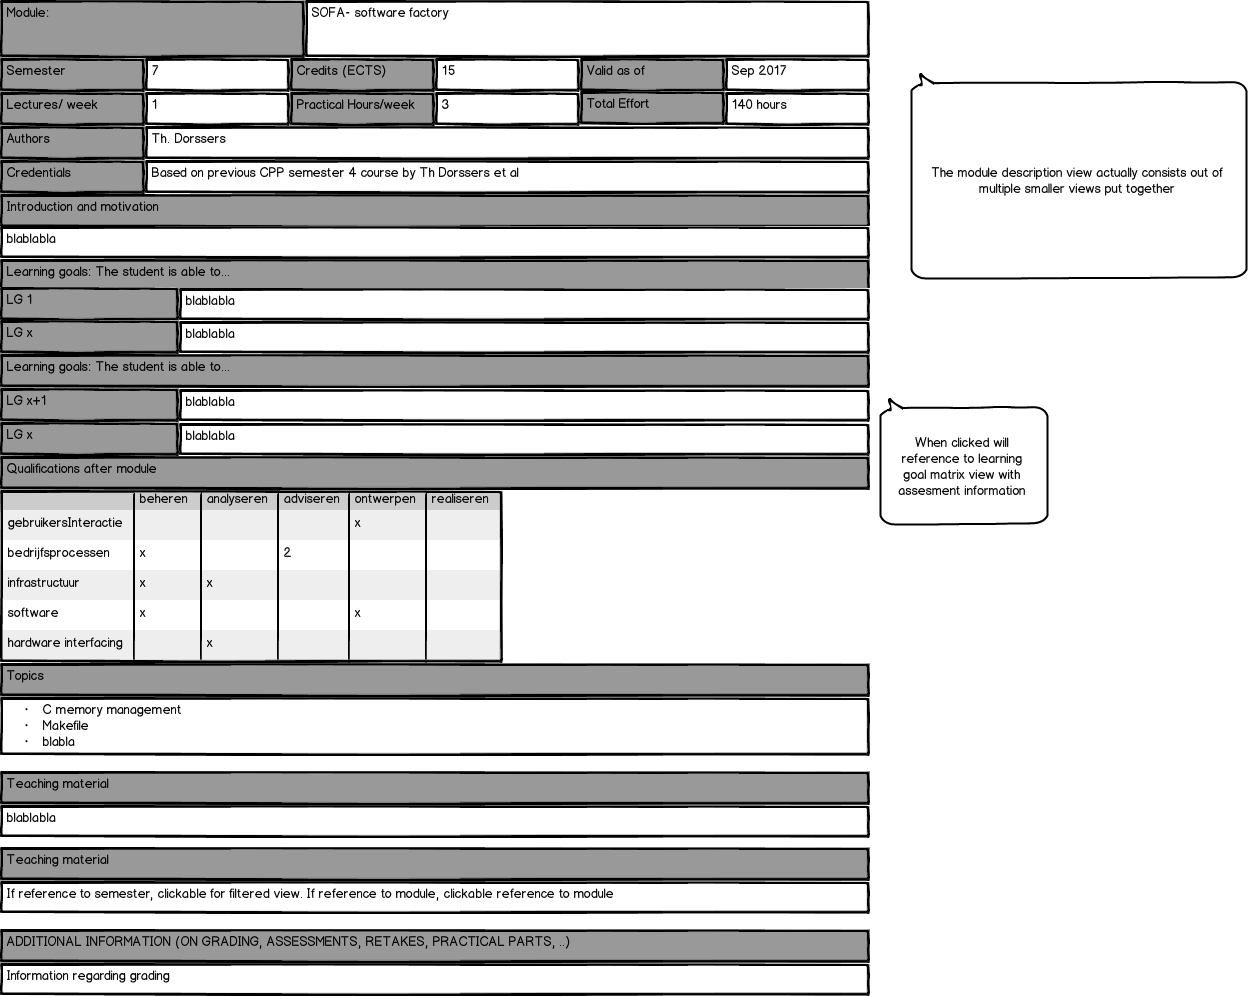 Module: SOFA- software factory
Semester 7 Credits (ECTS) 15 Valid as of Sep 2017
Lectures/ week 1 Practical Hours/week 3 Total Effort 140 hours
Authors Th. Dorssers
Credentials Based on previous CPP semester 4 course by Th Dorssers et al
Introduction and motivation
blablabla
Learning goals: The student is able to...
LG 1 blablabla
LG x blablabla
Learning goals: The student is able to...
LG x+1 blablabla
LG x blablabla
Qualifications after module
beheren analyseren adviseren ontwerpen realiseren
gebruikersInteractie x
bedrijfsprocessen x 2
infrastructuur x x
software x x
hardware interfacing x
Topics
· C memory management
· Makefile
· blabla
Teaching material
blablabla
Teaching material
If reference to semester, clickable for filtered view. If reference to module, clickable reference to module
ADDITIONAL INFORMATION (ON GRADING, ASSESSMENTS, RETAKES, PRACTICAL PARTS, ..)
Information regarding grading
The module description view actually consists out of
multiple smaller views put together
When clicked will
reference to learning
goal matrix view with
assesment information